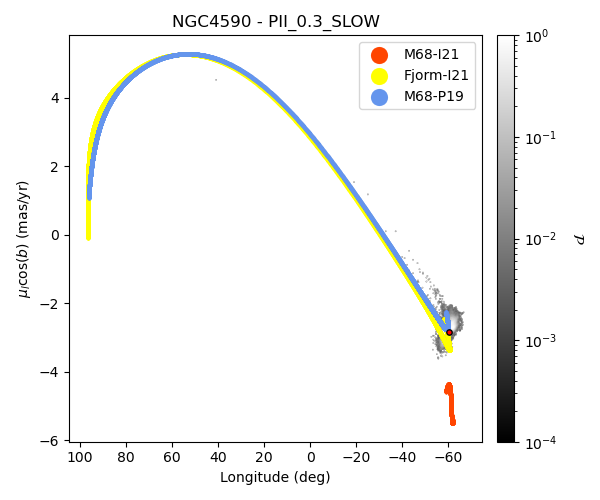 NGC4590 - PII_0.3_SLOW
M68-I21
Fjorm-I21
M68-P19
4
2
0
−2
−4
−6
μ_l cos(b) (mas/yr)
100 80 60 40 20 0 −20 −40 −60
Longitude (deg)
10^0
10^−1
10^−2
10^−3
10^−4
𝒫